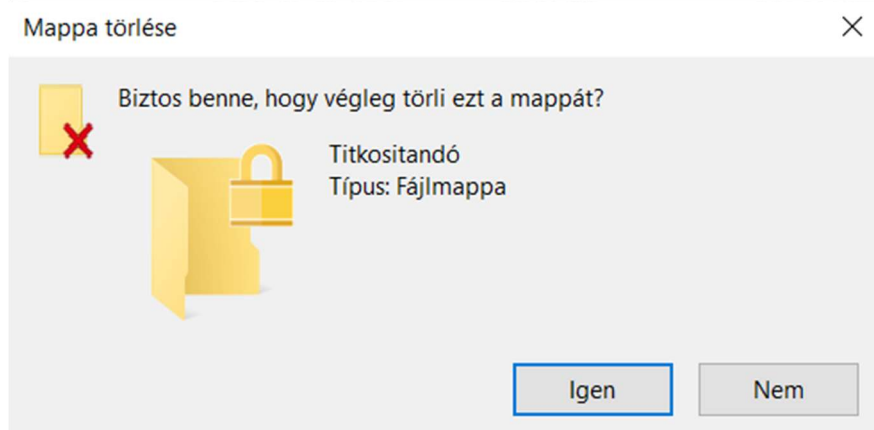 Mappa törlése
Biztos benne, hogy végleg törli ezt a mappát?
Titkositandó
Típus: Fájlmappa
Igen
Nem